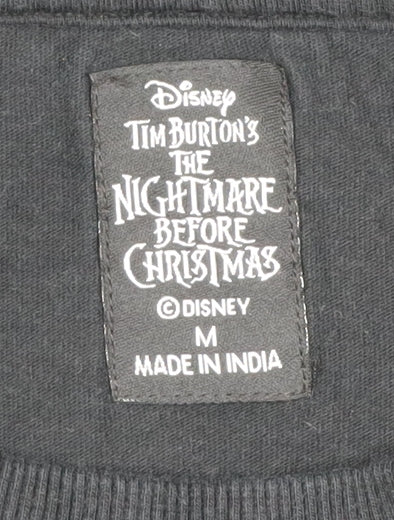 Disney
TIM BURTON'S
THE
NIGHTMARE
BEFORE
CHRISTMAS
© DISNEY
M
MADE IN INDIA